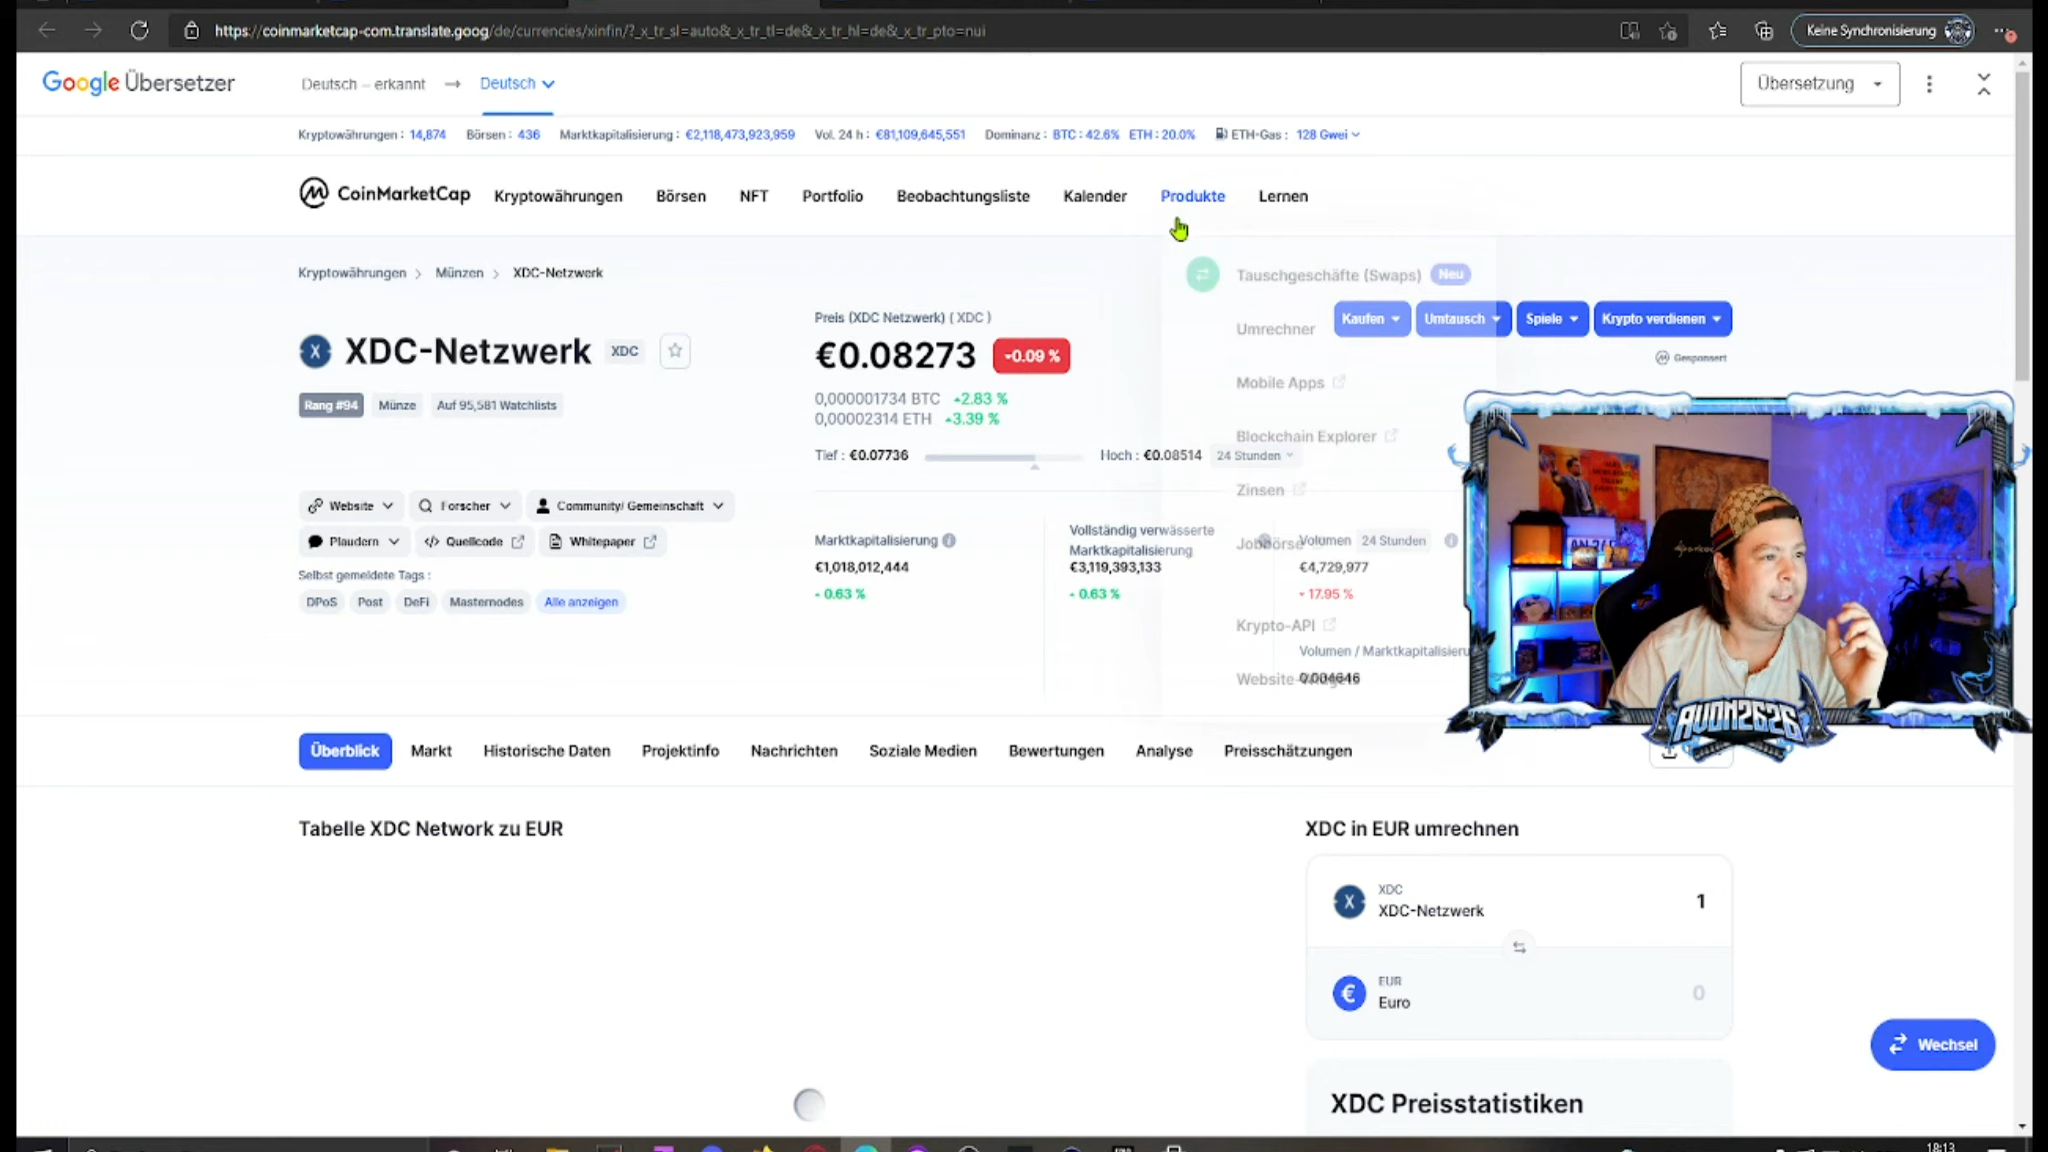 https://coinmarketcap-com.translate.goog/de/currencies/xinfin/?_x_tr_sl=auto&_x_tr_tl=de&_x_tr_hl=de&_x_tr_pto=nui
Keine Synchronisierung
Google Übersetzer
Deutsch – erkannt → Deutsch
Übersetzung
Kryptowährungen : 14,874 Börsen : 436 Marktkapitalisierung : €2,118,473,923,959 Vol. 24 h : €81,109,645,551 Dominanz : BTC : 42.6% ETH : 20.0% ETH-Gas : 128 Gwei
CoinMarketCap Kryptowährungen Börsen NFT Portfolio Beobachtungsliste Kalender Produkte Lernen
Kryptowährungen > Münzen > XDC-Netzwerk
Tauschgeschäfte (Swaps) Neu
Umrechner
Mobile Apps
Blockchain Explorer
Zinsen
Jobbörse
Krypto-API
Website-Widgets
Kaufen Umtausch Spiele Krypto verdienen
Gesponsert
X XDC-Netzwerk XDC
Rang #94 Münze Auf 95,581 Watchlists
Preis (XDC Netzwerk) ( XDC )
€0.08273 -0.09 %
0,000001734 BTC 2.83 %
0,00002314 ETH 3.39 %
Tief : €0.07736 Hoch : €0.08514 24 Stunden
Website Forscher Community/ Gemeinschaft
Plaudern Quellcode Whitepaper
Selbst gemeldete Tags :
DPoS Post DeFi Masternodes Alle anzeigen
Marktkapitalisierung
€1,018,012,444
0.63 %
Vollständig verwässerte
Marktkapitalisierung
€3,119,393,133
0.63 %
Volumen 24 Stunden
€4,729,977
17.95 %
Volumen / Marktkapitalisieru
0.004646
AVON2626
Überblick Markt Historische Daten Projektinfo Nachrichten Soziale Medien Bewertungen Analyse Preisschätzungen
Tabelle XDC Network zu EUR
XDC in EUR umrechnen
X XDC
XDC-Netzwerk
1
€ EUR
Euro
0
Wechsel
XDC Preisstatistiken
18:13